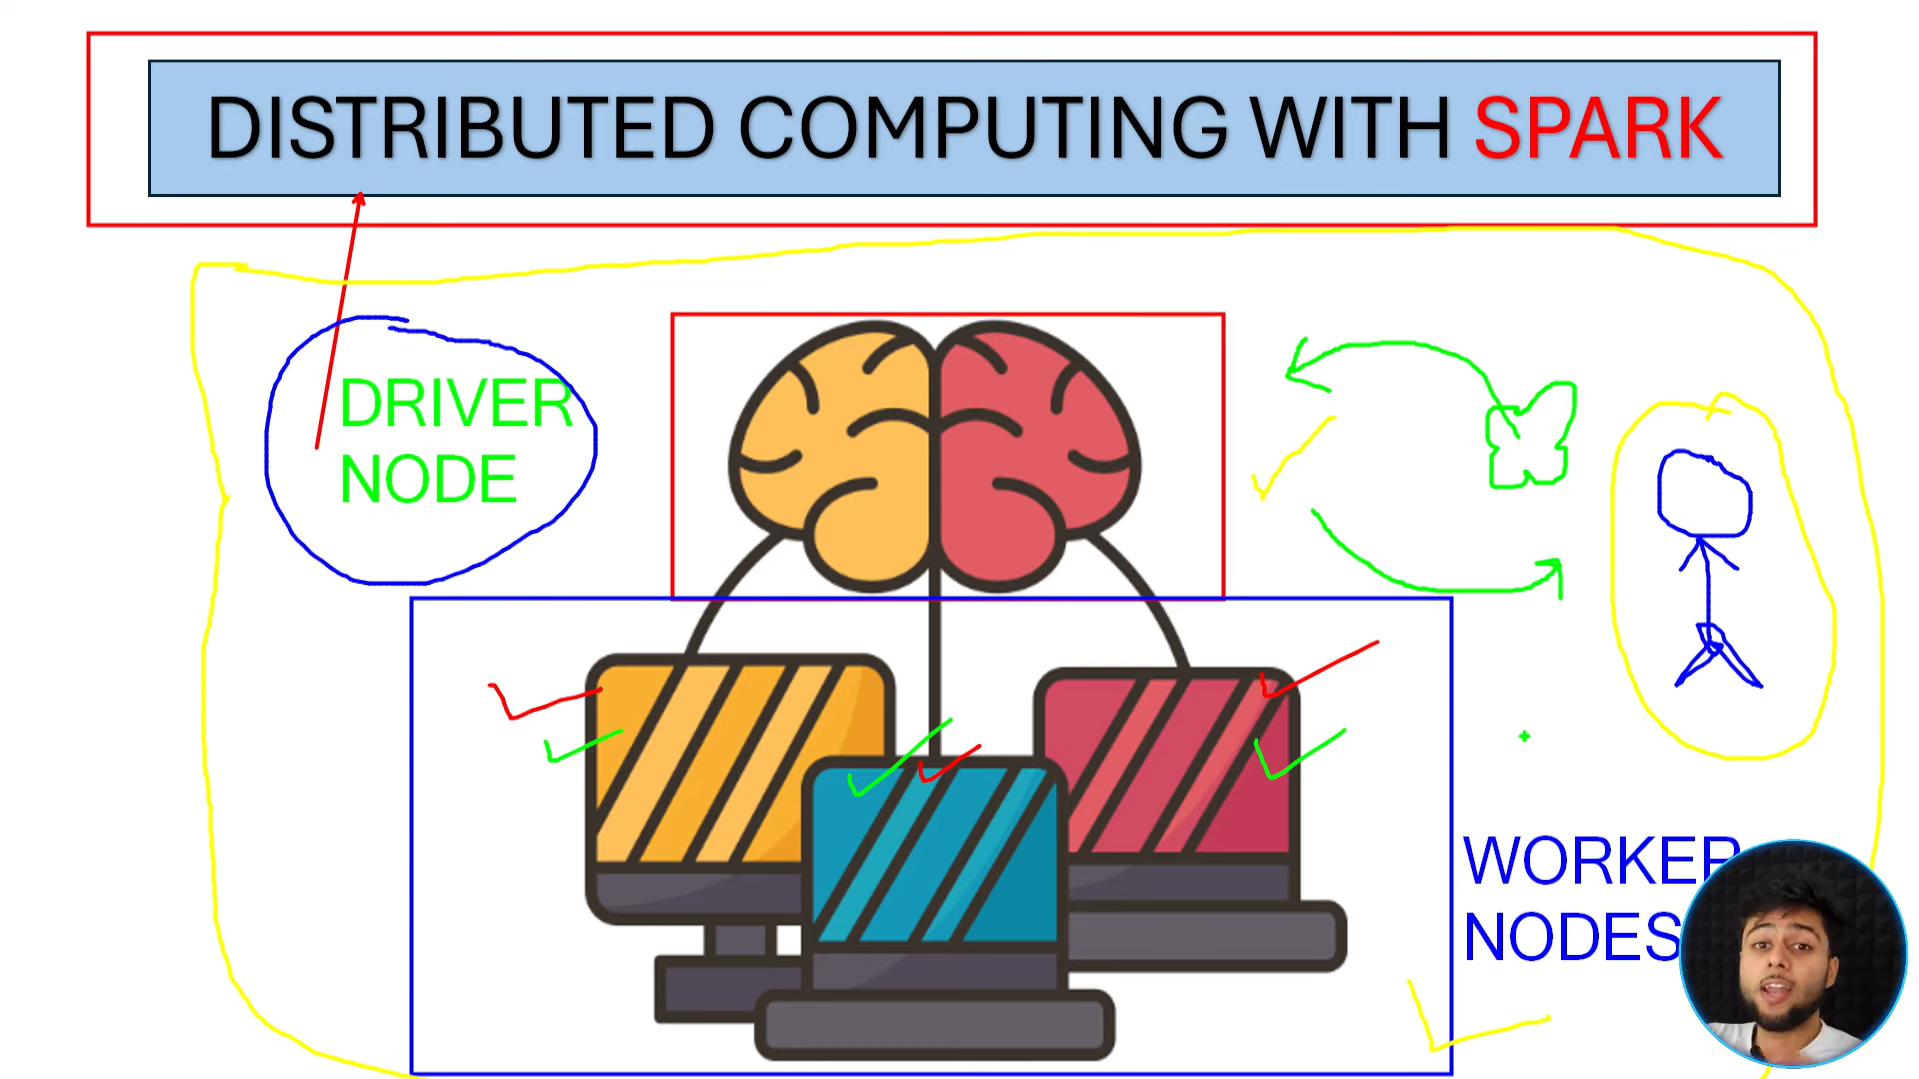 DISTRIBUTED COMPUTING WITH SPARK
DRIVER
NODE
WORKER
NODES